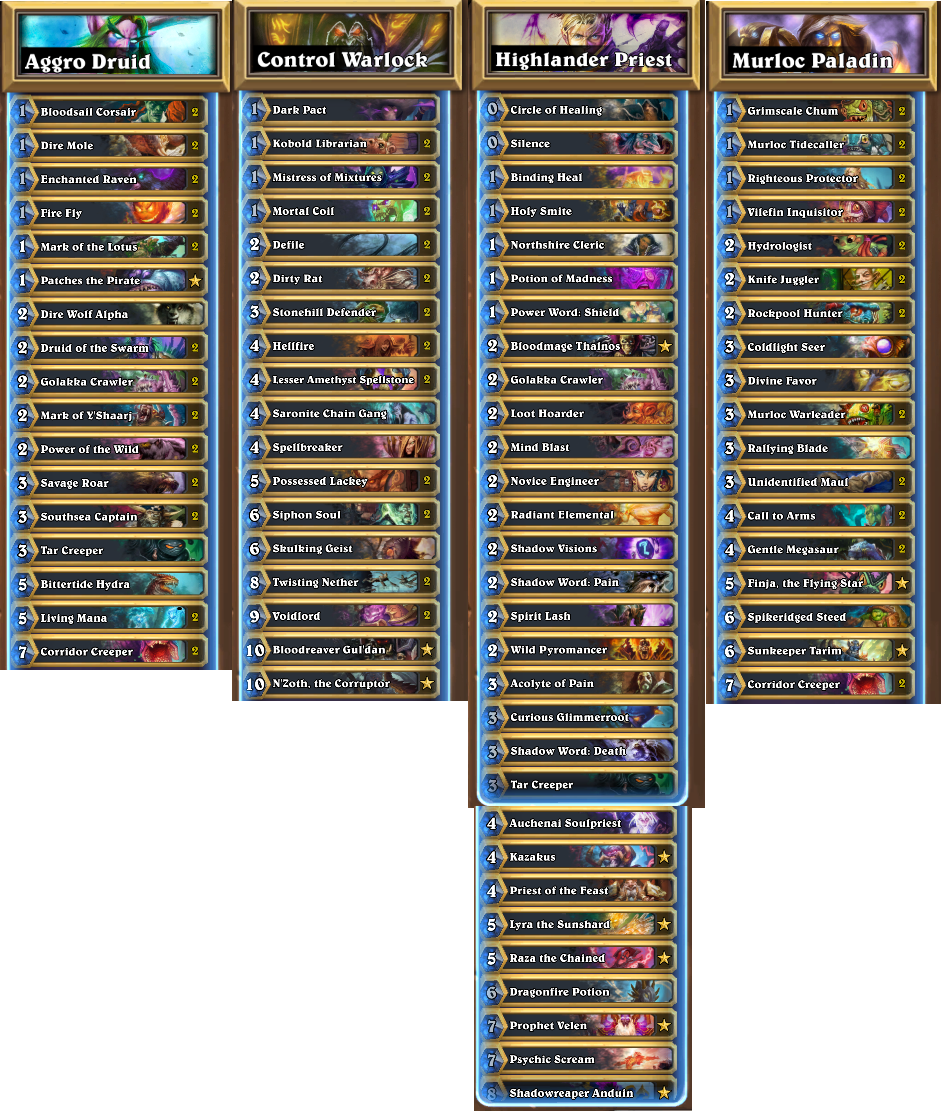 Aggro Druid
1 Bloodsail Corsair 2
1 Dire Mole 2
1 Enchanted Raven 2
1 Fire Fly 2
1 Mark of the Lotus 2
1 Patches the Pirate
2 Dire Wolf Alpha
2 Druid of the Swarm 2
2 Golakka Crawler 2
2 Mark of Y'Shaarj 2
2 Power of the Wild 2
3 Savage Roar 2
3 Southsea Captain 2
3 Tar Creeper
5 Bittertide Hydra
5 Living Mana 2
7 Corridor Creeper 2
Control Warlock
1 Dark Pact 2
1 Kobold Librarian 2
1 Mistress of Mixtures 2
1 Mortal Coil 2
2 Defile 2
2 Dirty Rat 2
3 Stonehill Defender 2
4 Hellfire 2
4 Lesser Amethyst Spellstone 2
4 Saronite Chain Gang
4 Spellbreaker
5 Possessed Lackey 2
6 Siphon Soul 2
6 Skulking Geist
8 Twisting Nether 2
9 Voidlord 2
10 Bloodreaver Gul'dan
10 N'Zoth, the Corruptor
Highlander Priest
0 Circle of Healing
0 Silence
1 Binding Heal
1 Holy Smite
1 Northshire Cleric
1 Potion of Madness
1 Power Word: Shield
2 Bloodmage Thalnos
2 Golakka Crawler
2 Loot Hoarder
2 Mind Blast
2 Novice Engineer
2 Radiant Elemental
2 Shadow Visions
2 Shadow Word: Pain
2 Spirit Lash
2 Wild Pyromancer
3 Acolyte of Pain
3 Curious Glimmerroot
3 Shadow Word: Death
3 Tar Creeper
4 Auchenai Soulpriest
4 Kazakus
4 Priest of the Feast
5 Lyra the Sunshard
5 Raza the Chained
6 Dragonfire Potion
7 Prophet Velen
7 Psychic Scream
8 Shadowreaper Anduin
Murloc Paladin
1 Grimscale Chum 2
1 Murloc Tidecaller 2
1 Righteous Protector 2
1 Vilefin Inquisitor 2
2 Hydrologist 2
2 Knife Juggler 2
2 Rockpool Hunter 2
3 Coldlight Seer
3 Divine Favor
3 Murloc Warleader 2
3 Rallying Blade
3 Unidentified Maul 2
4 Call to Arms 2
4 Gentle Megasaur 2
5 Finja, the Flying Star
6 Spikeridged Steed
6 Sunkeeper Tarim
7 Corridor Creeper 2